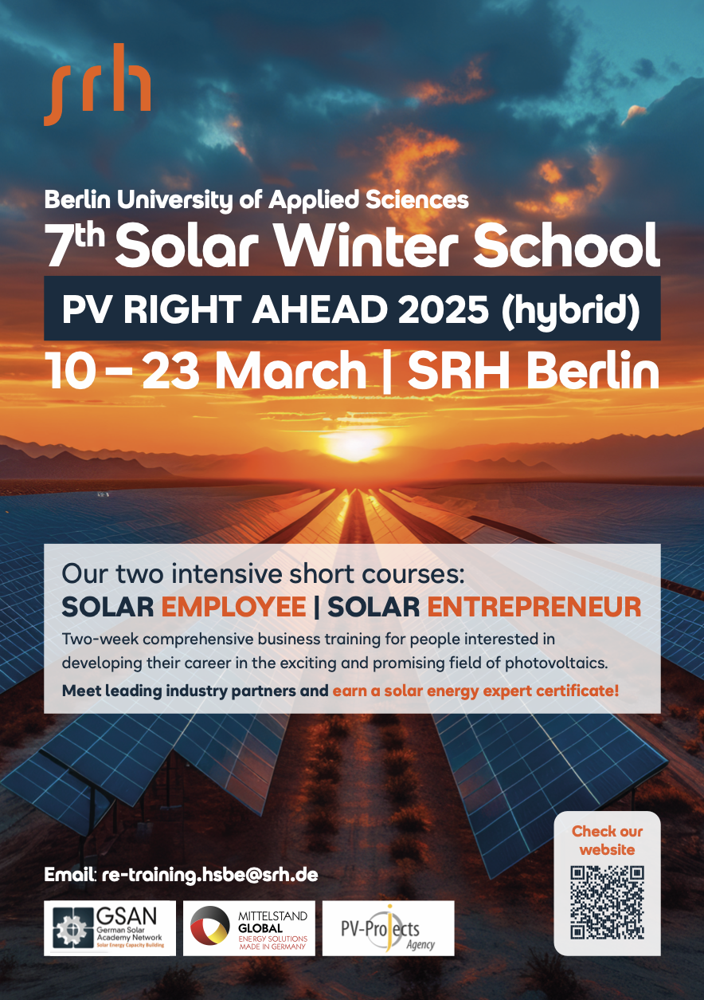 srh
Berlin University of Applied Sciences
7th Solar Winter School
PV RIGHT AHEAD 2025 (hybrid)
10 – 23 March | SRH Berlin
Our two intensive short courses:
SOLAR EMPLOYEE | SOLAR ENTREPRENEUR
Two-week comprehensive business training for people interested in
developing their career in the exciting and promising field of photovoltaics.
Meet leading industry partners and earn a solar energy expert certificate!
Check our
website
Email: re-training.hsbe@srh.de
GSAN
German Solar
Academy Network
Solar Energy Capacity Building
MITTELSTAND
GLOBAL
ENERGY SOLUTIONS
MADE IN GERMANY
PV-Projects
Agency